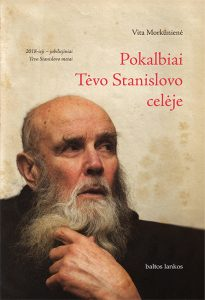 Vita Morkūnienė
2018-ieji – jubiliejiniai
Tėvo Stanislovo metai
Pokalbiai
Tėvo Stanislovo
celėje
baltos lankos